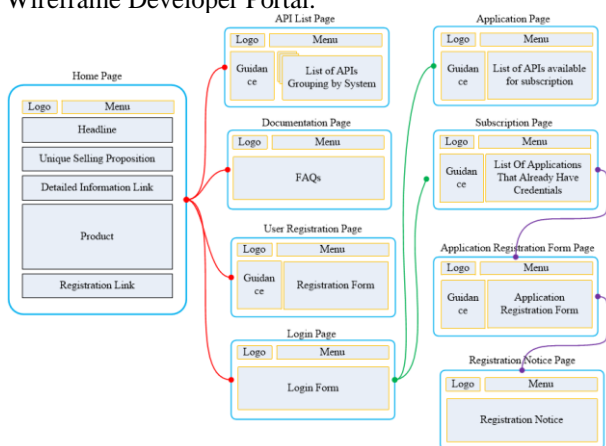 Wireframe Developer Portal.
Home Page
Logo
Menu
Headline
Unique Selling Proposition
Detailed Information Link
Product
Registration Link
API List Page
Logo
Menu
Guidan
ce
List of APIs
Grouping by System
Documentation Page
Logo
Menu
FAQs
User Registration Page
Logo
Menu
Guidan
ce
Registration Form
Login Page
Logo
Menu
Login Form
Application Page
Logo
Menu
Guidan
ce
List of APIs available
for subscription
Subscription Page
Logo
Menu
Guidan
ce
List Of Applications
That Already Have
Credentials
Application Registration Form Page
Logo
Menu
Guidan
ce
Application
Registration Form
Registration Notice Page
Logo
Menu
Registration Notice